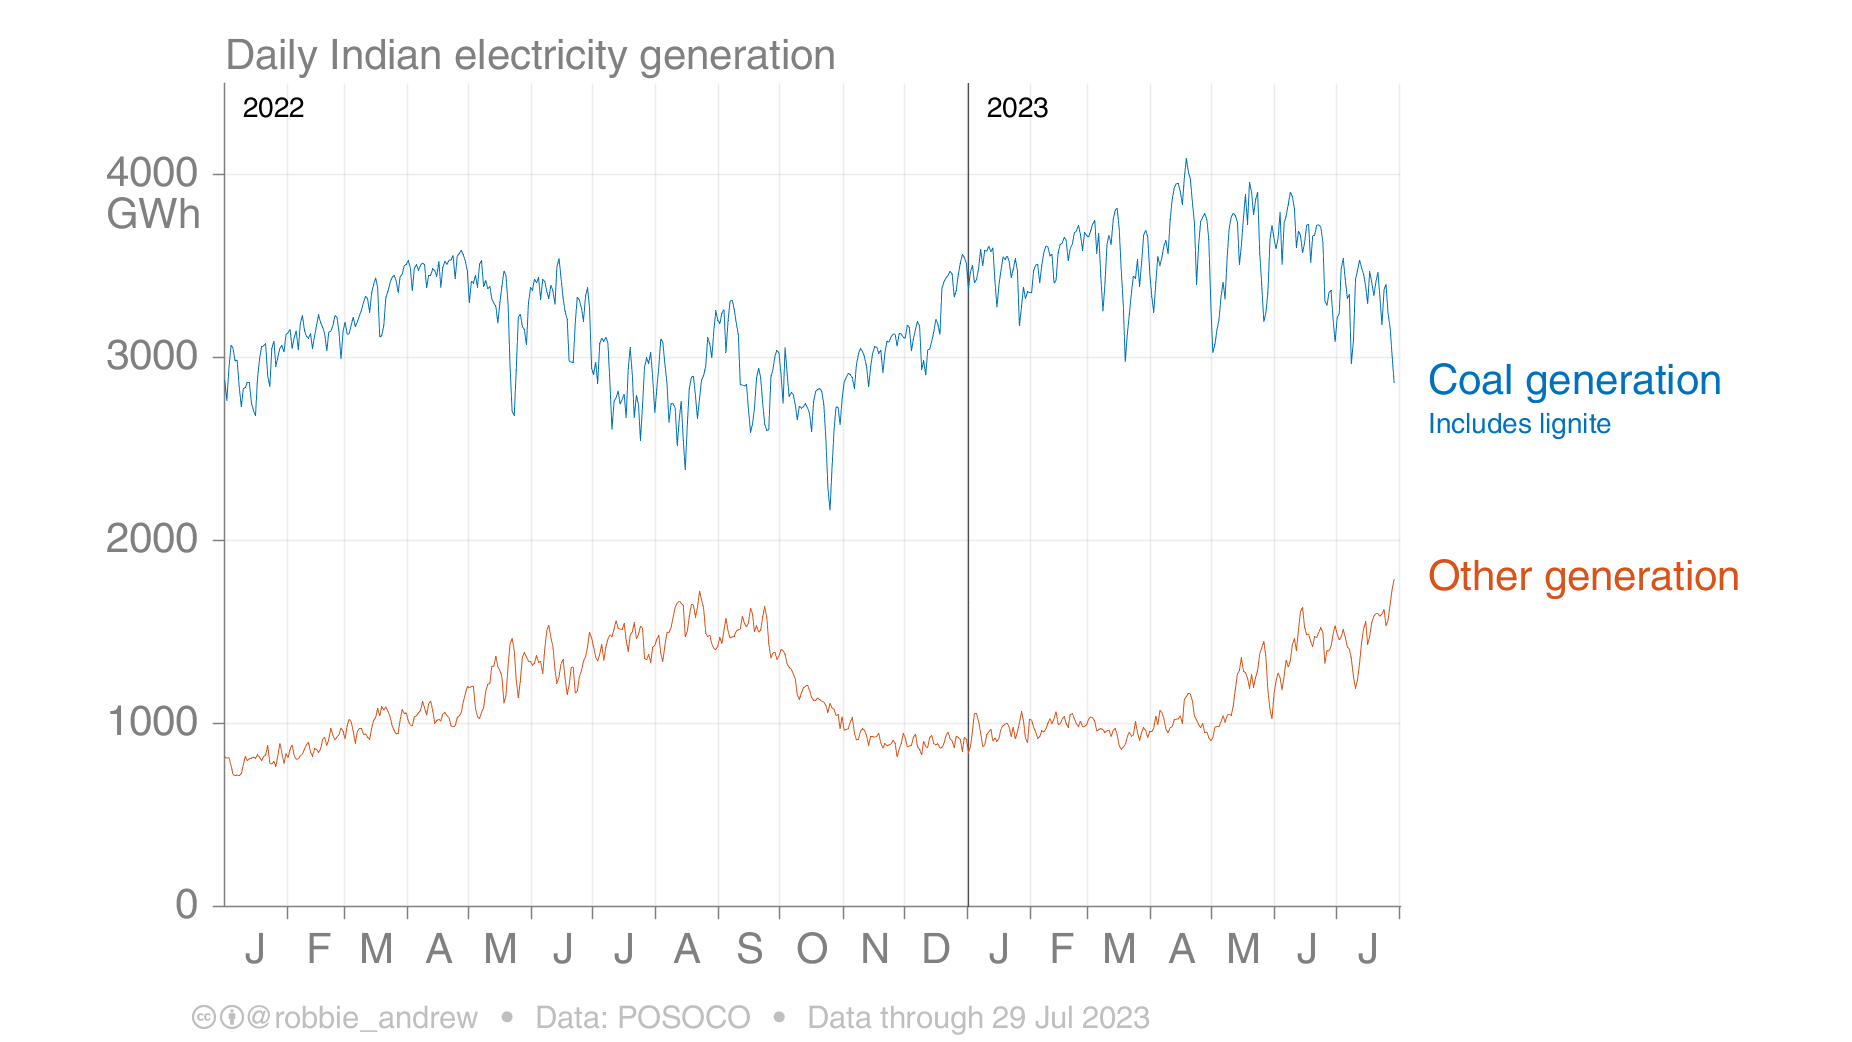 Daily Indian electricity generation
2022
2023
4000
GWh
3000
2000
1000
0
Coal generation
Includes lignite
Other generation
J F M A M J J A S O N D J F M A M J J
@robbie_andrew • Data: POSOCO • Data through 29 Jul 2023